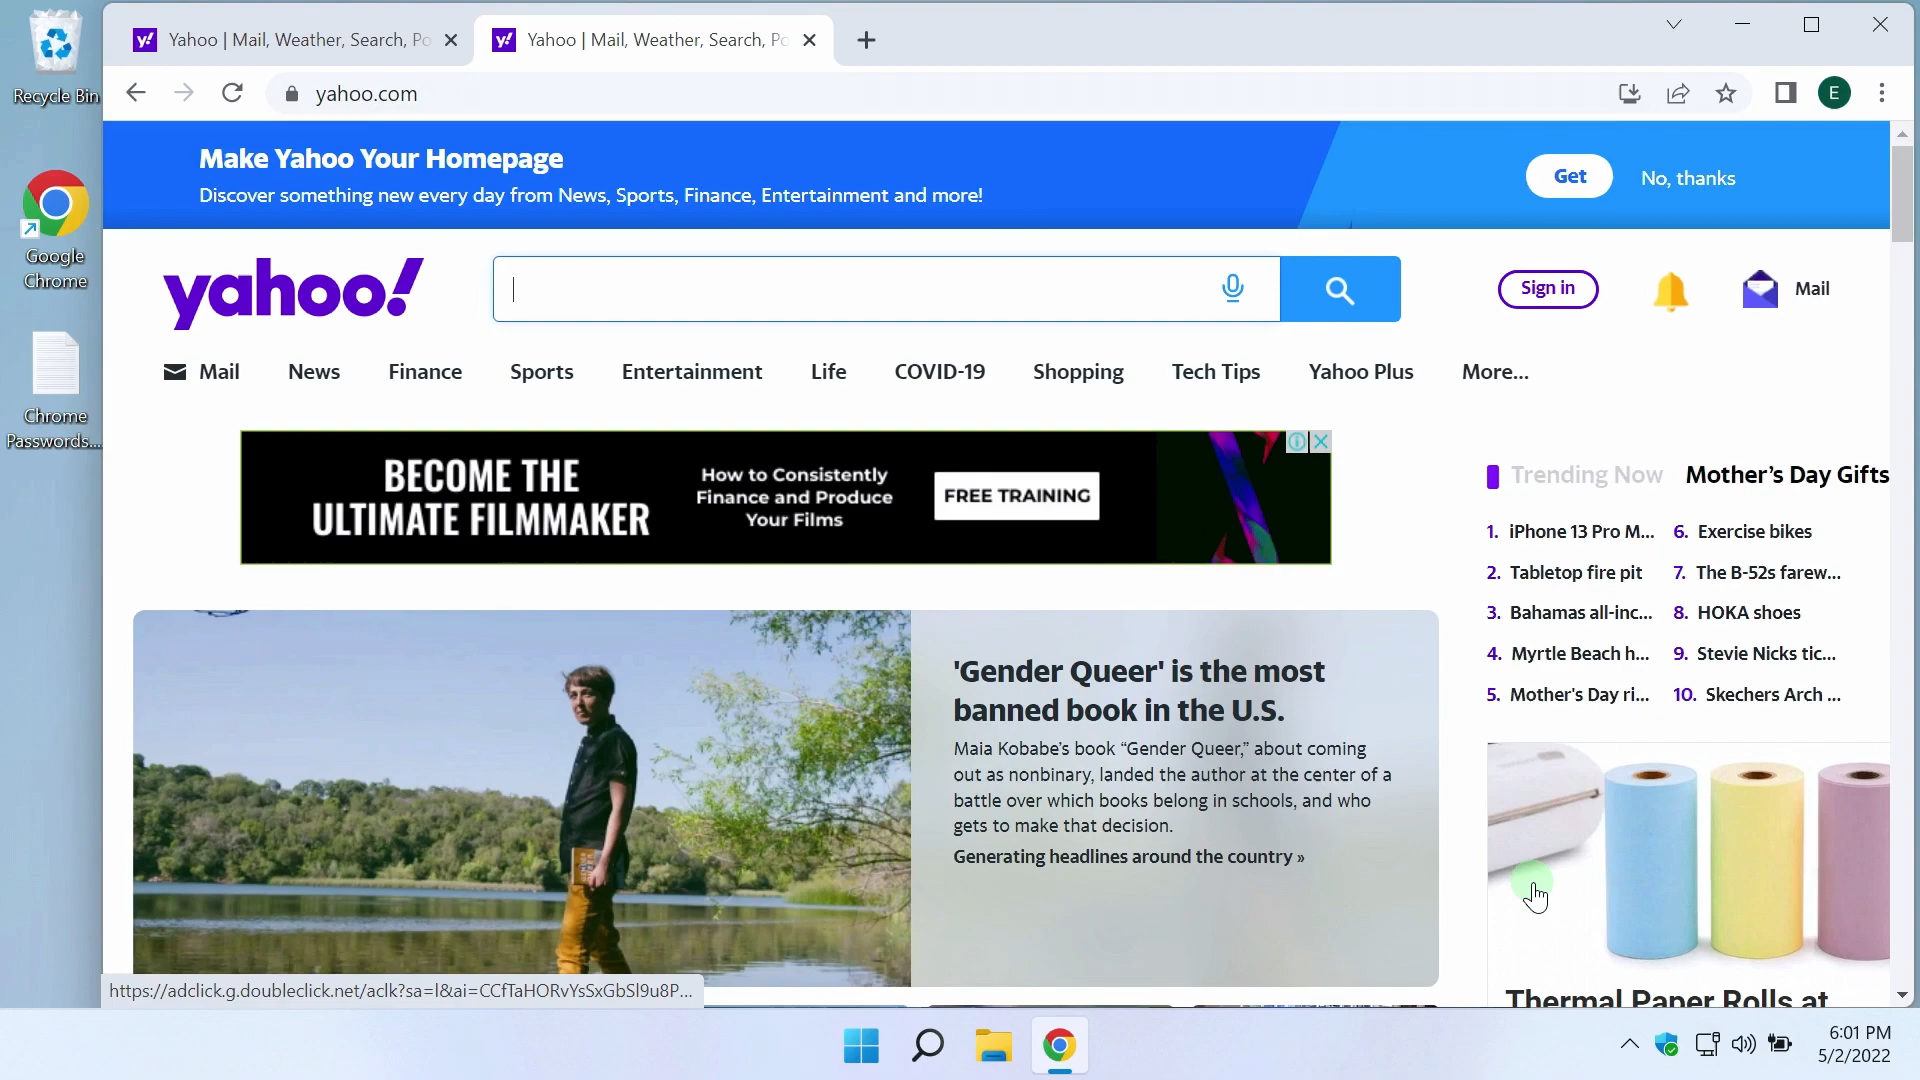 Recycle Bin
Google
Chrome
Chrome
Passwords....
Yahoo | Mail, Weather, Search, Po
Yahoo | Mail, Weather, Search, Po
yahoo.com
E
Make Yahoo Your Homepage
Discover something new every day from News, Sports, Finance, Entertainment and more!
Get
No, thanks
yahoo!
Sign in
Mail
Mail
News
Finance
Sports
Entertainment
Life
COVID-19
Shopping
Tech Tips
Yahoo Plus
More...
BECOME THE
ULTIMATE FILMMAKER
How to Consistently
Finance and Produce
Your Films
FREE TRAINING
Trending Now
Mother's Day Gifts
1. iPhone 13 Pro M...
2. Tabletop fire pit
3. Bahamas all-inc...
4. Myrtle Beach h...
5. Mother's Day ri...
6. Exercise bikes
7. The B-52s farew...
8. HOKA shoes
9. Stevie Nicks tic...
10. Skechers Arch ...
'Gender Queer' is the most
banned book in the U.S.
Maia Kobabe's book “Gender Queer,” about coming
out as nonbinary, landed the author at the center of a
battle over which books belong in schools, and who
gets to make that decision.
Generating headlines around the country »
Thermal Paper Rolls at
https://adclick.g.doubleclick.net/aclk?sa=l&ai=CCfTaHORvYsSxGbSl9u8P...
6:01 PM
5/2/2022